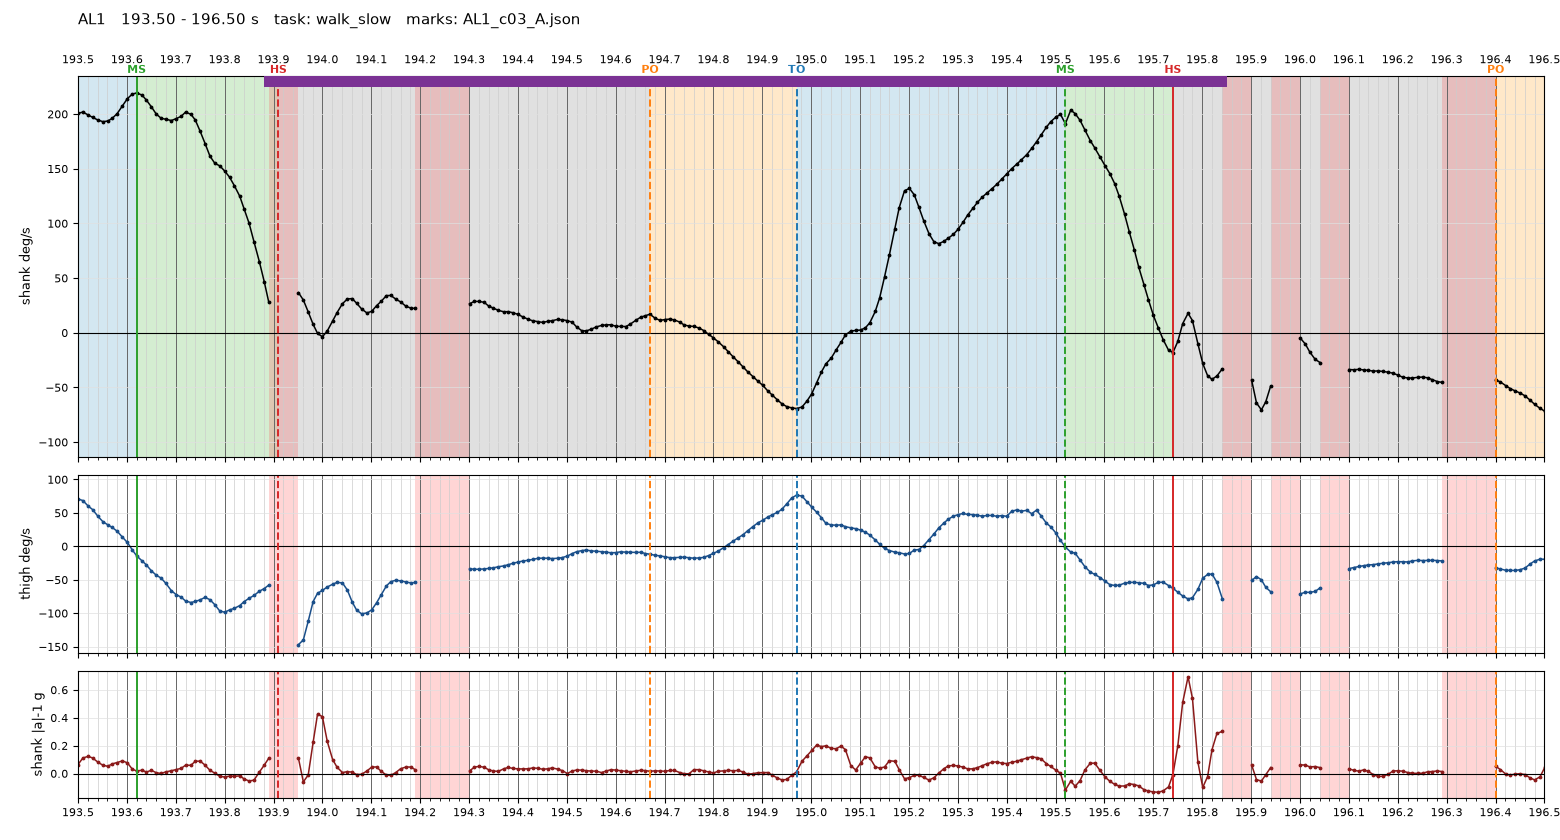 AL1   193.50 - 196.50 s   task: walk_slow   marks: AL1_c03_A.json
193.5 193.6 193.7 193.8 193.9 194.0 194.1 194.2 194.3 194.4 194.5 194.6 194.7 194.8 194.9 195.0 195.1 195.2 195.3 195.4 195.5 195.6 195.7 195.8 195.9 196.0 196.1 196.2 196.3 196.4 196.5
MS HS PO TO MS HS PO
shank deg/s
200
150
100
50
0
−50
−100
thigh deg/s
100
50
0
−50
−100
−150
shank |a|-1 g
0.6
0.4
0.2
0.0
193.5 193.6 193.7 193.8 193.9 194.0 194.1 194.2 194.3 194.4 194.5 194.6 194.7 194.8 194.9 195.0 195.1 195.2 195.3 195.4 195.5 195.6 195.7 195.8 195.9 196.0 196.1 196.2 196.3 196.4 196.5